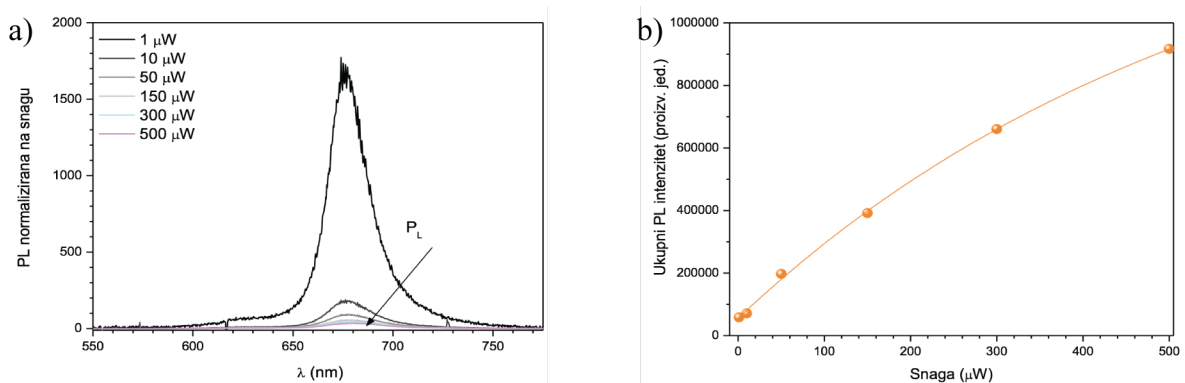 a)
PL normalizirana na snagu
2000
1500
1000
500
0
1 μW
10 μW
50 μW
150 μW
300 μW
500 μW
P_L
550 600 650 700 750
λ (nm)
b)
Ukupni PL intenzitet (proizv. jed.)
1000000
800000
600000
400000
200000
0
0 100 200 300 400 500
Snaga (μW)